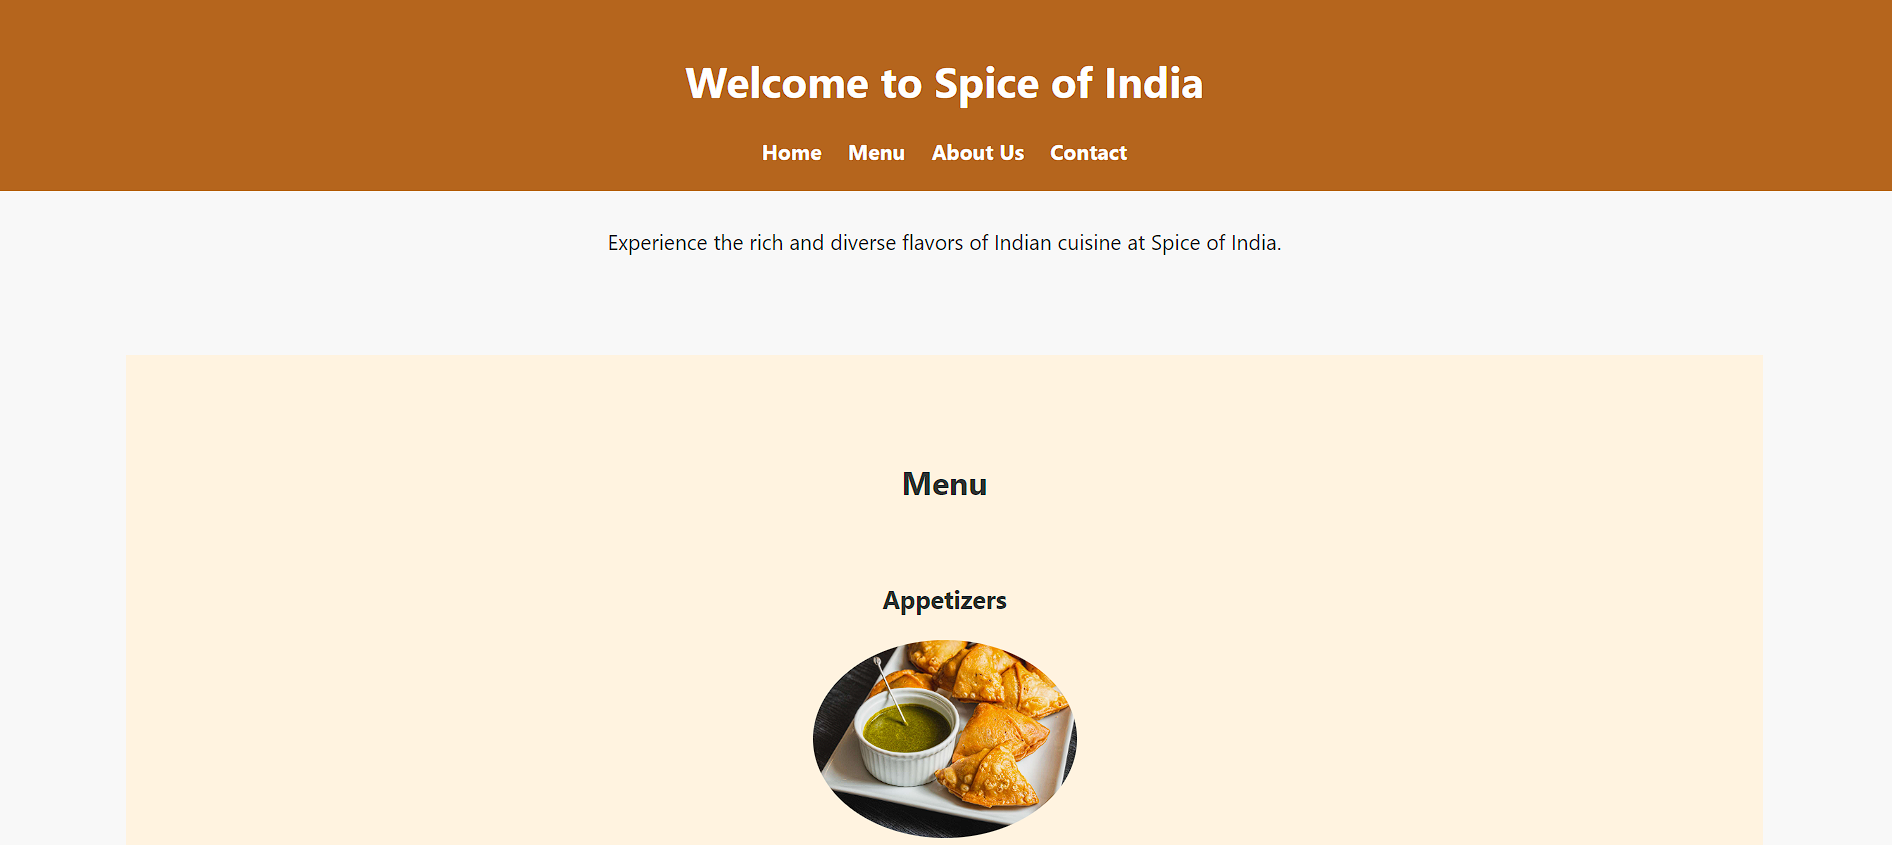 Welcome to Spice of India
Home Menu About Us Contact
Experience the rich and diverse flavors of Indian cuisine at Spice of India.
Menu
Appetizers